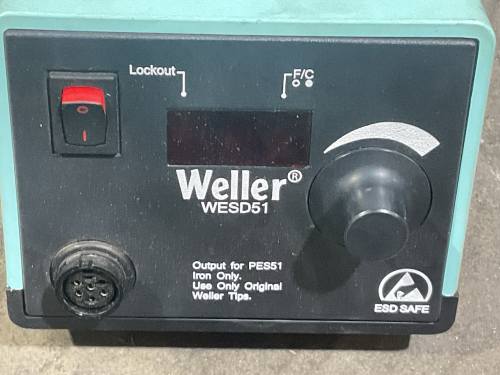 Lockout
F/C
Weller®
WESD51
Output for PES51
Iron Only.
Use Only Original
Weller Tips.
ESD SAFE